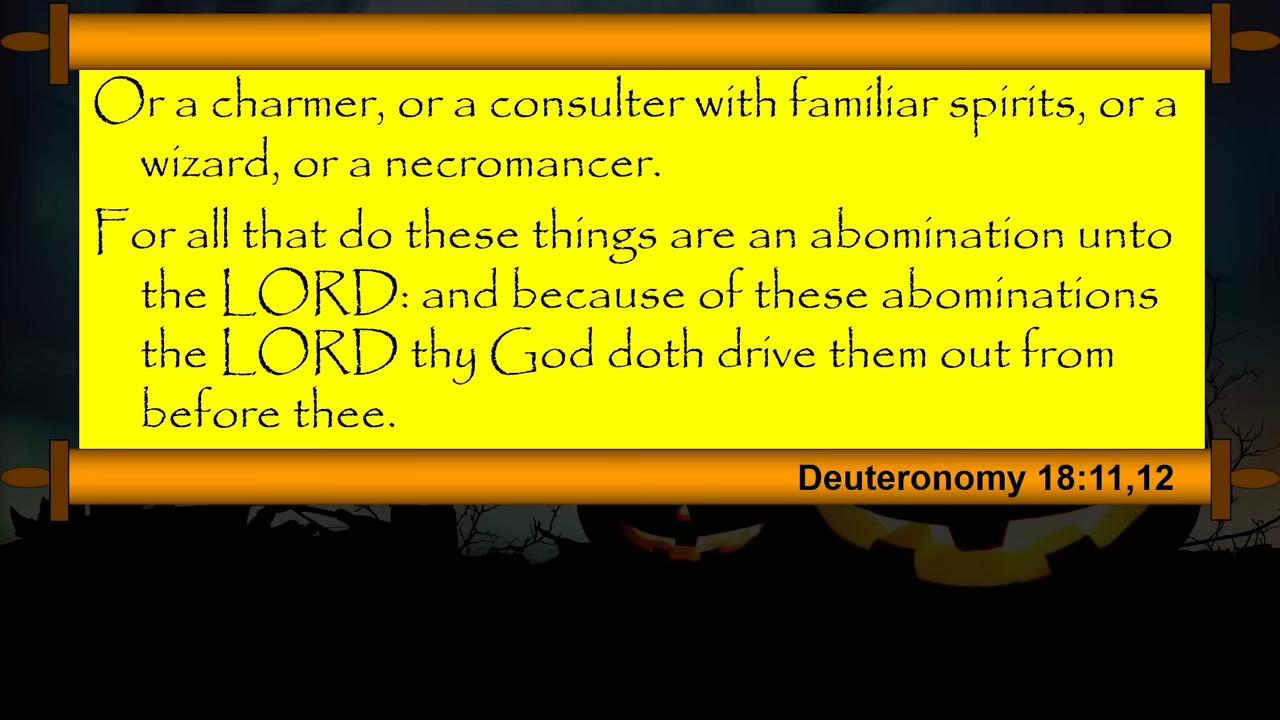 Or a charmer, or a consulter with familiar spirits, or a
wizard, or a necromancer.
For all that do these things are an abomination unto
the LORD: and because of these abominations
the LORD thy God doth drive them out from
before thee.
Deuteronomy 18:11,12